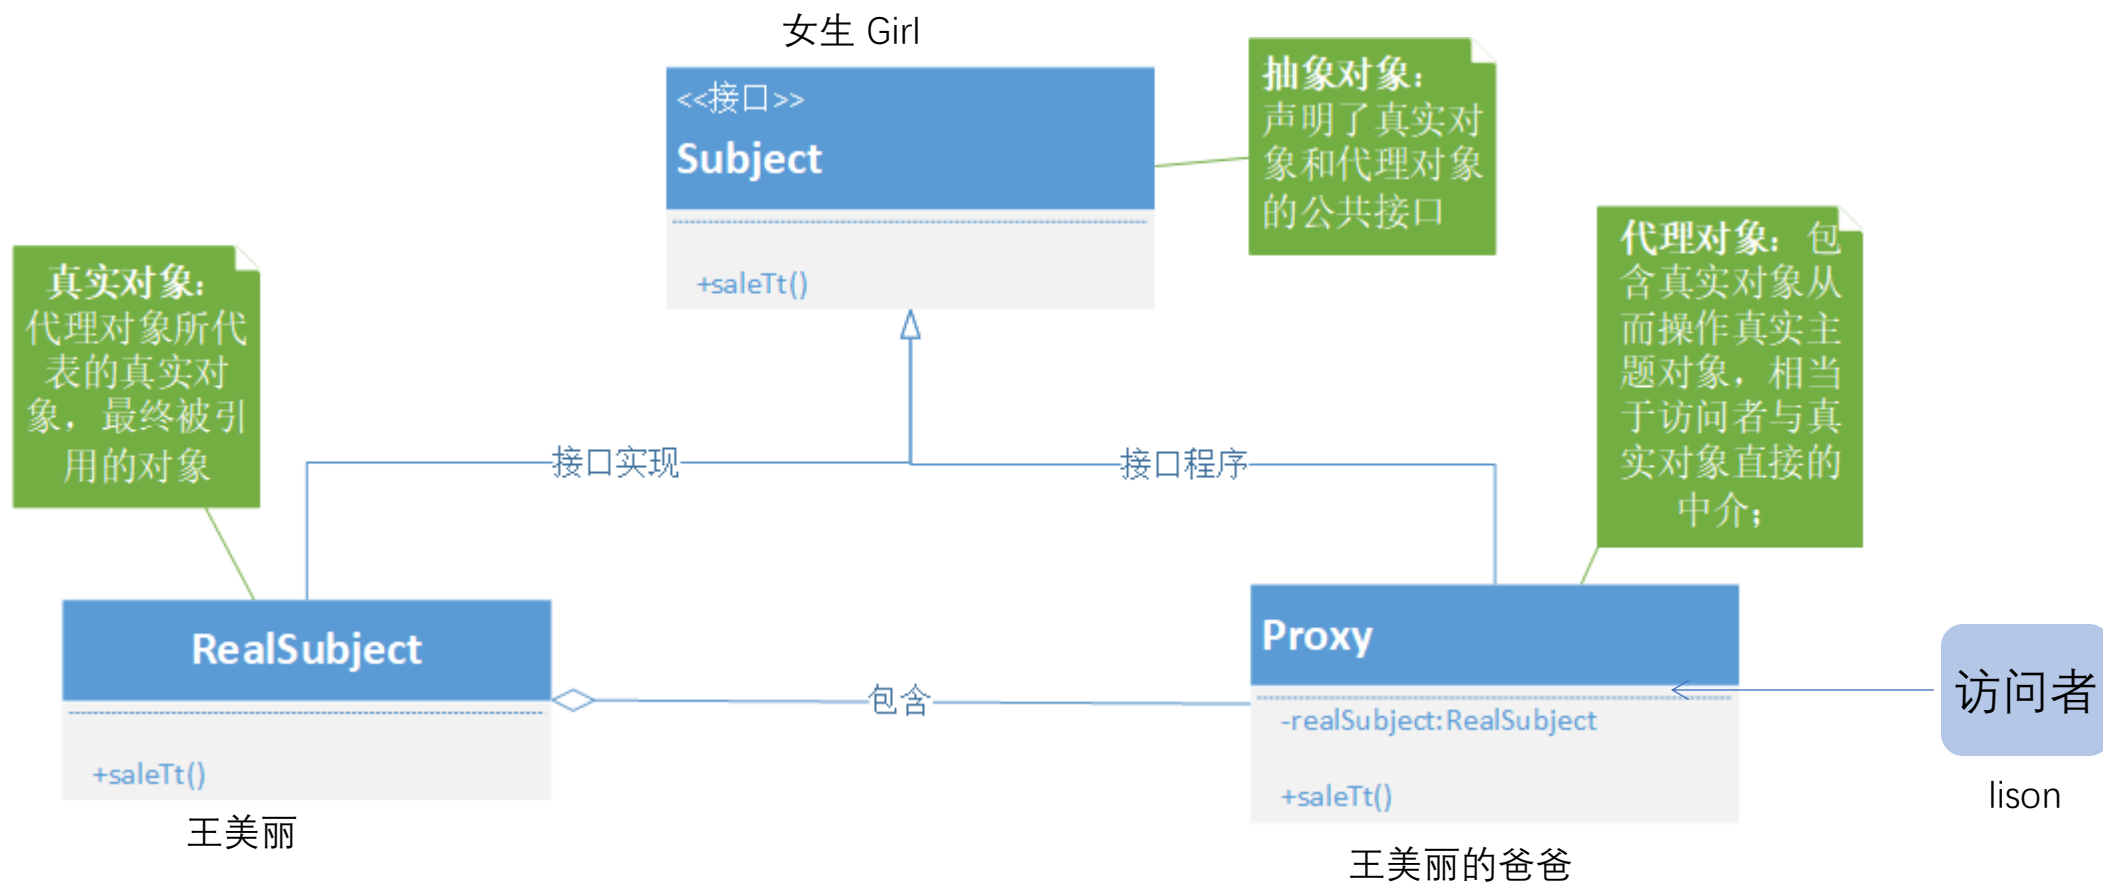 女生 Girl
<<接口>>
Subject
+saleTt()
抽象对象：
声明了真实对
象和代理对象
的公共接口
真实对象：
代理对象所代
表的真实对
象，最终被引
用的对象
代理对象：包
含真实对象从
而操作真实主
题对象，相当
于访问者与真
实对象直接的
中介；
接口实现
接口程序
RealSubject
+saleTt()
王美丽
包含
Proxy
-realSubject:RealSubject
+saleTt()
王美丽的爸爸
访问者
lison